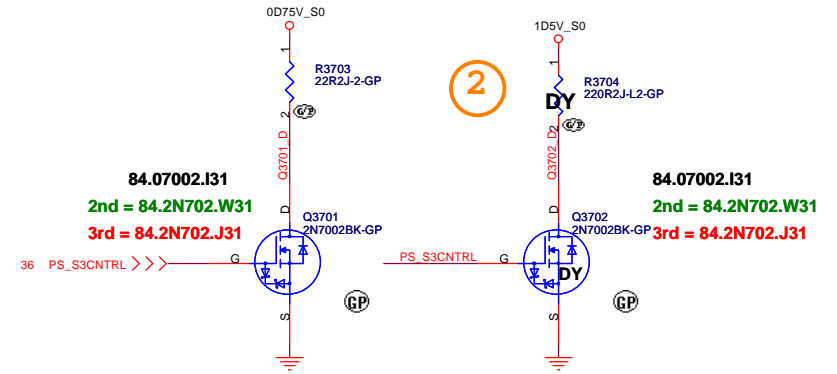 0D75V_S0
1
R3703
22R2J-2-GP
2
G/P
Q3701_D
84.07002.I31
2nd = 84.2N702.W31
3rd = 84.2N702.J31
D
Q3701
2N7002BK-GP
36 PS_S3CNTRL
G
GP
S
2
1D5V_S0
1
R3704
220R2J-L2-GP
DY
2
G/P
Q3702_D
84.07002.I31
2nd = 84.2N702.W31
3rd = 84.2N702.J31
D
Q3702
2N7002BK-GP
PS_S3CNTRL
G
DY
GP
S